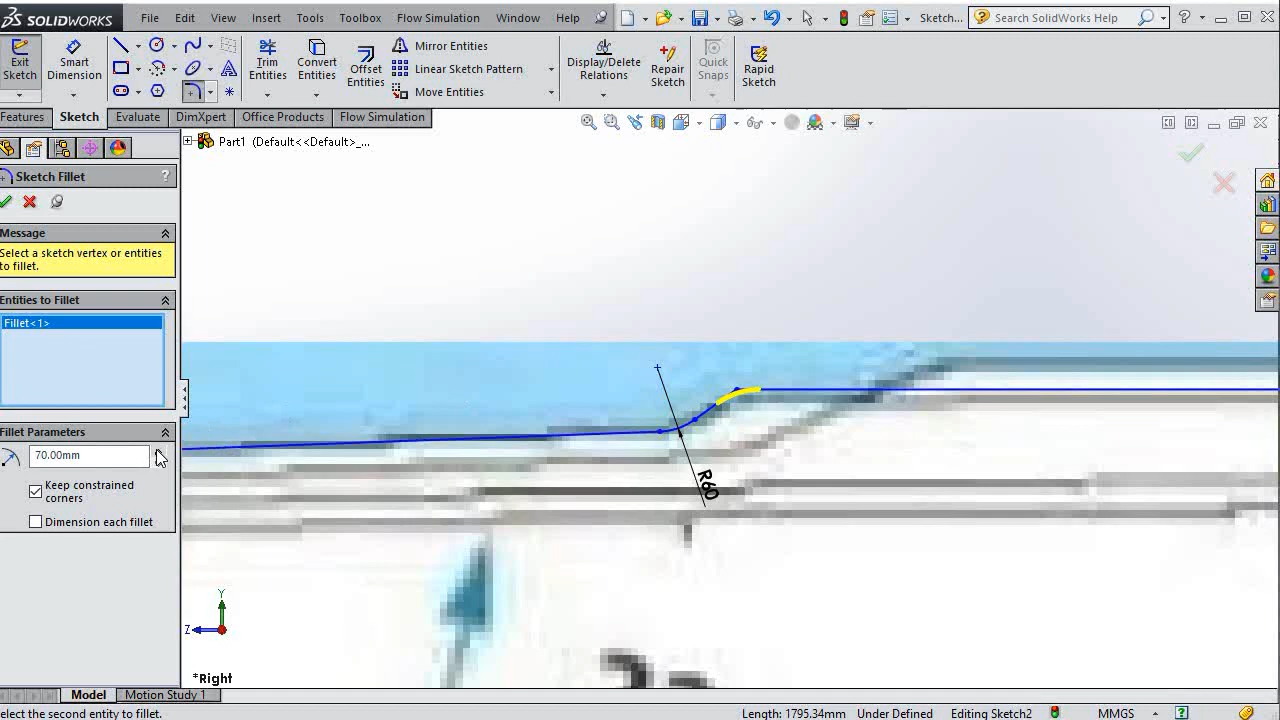 SOLIDWORKS
File Edit View Insert Tools Toolbox Flow Simulation Window Help
Sketch...
Search SolidWorks Help
Exit Sketch
Smart Dimension
Trim Entities
Convert Entities
Offset Entities
Mirror Entities
Linear Sketch Pattern
Move Entities
Display/Delete Relations
Repair Sketch
Quick Snaps
Rapid Sketch
Features Sketch Evaluate DimXpert Office Products Flow Simulation
Part1 (Default<<Default>_...
Sketch Fillet ?
Message
Select a sketch vertex or entities
to fillet.
Entities to Fillet
Fillet<1>
Fillet Parameters
70.00mm
Keep constrained
corners
Dimension each fillet
R60
Y
Z
*Right
Model Motion Study 1
elect the second entity to fillet. Length: 1795.34mm Under Defined Editing Sketch2 MMGS